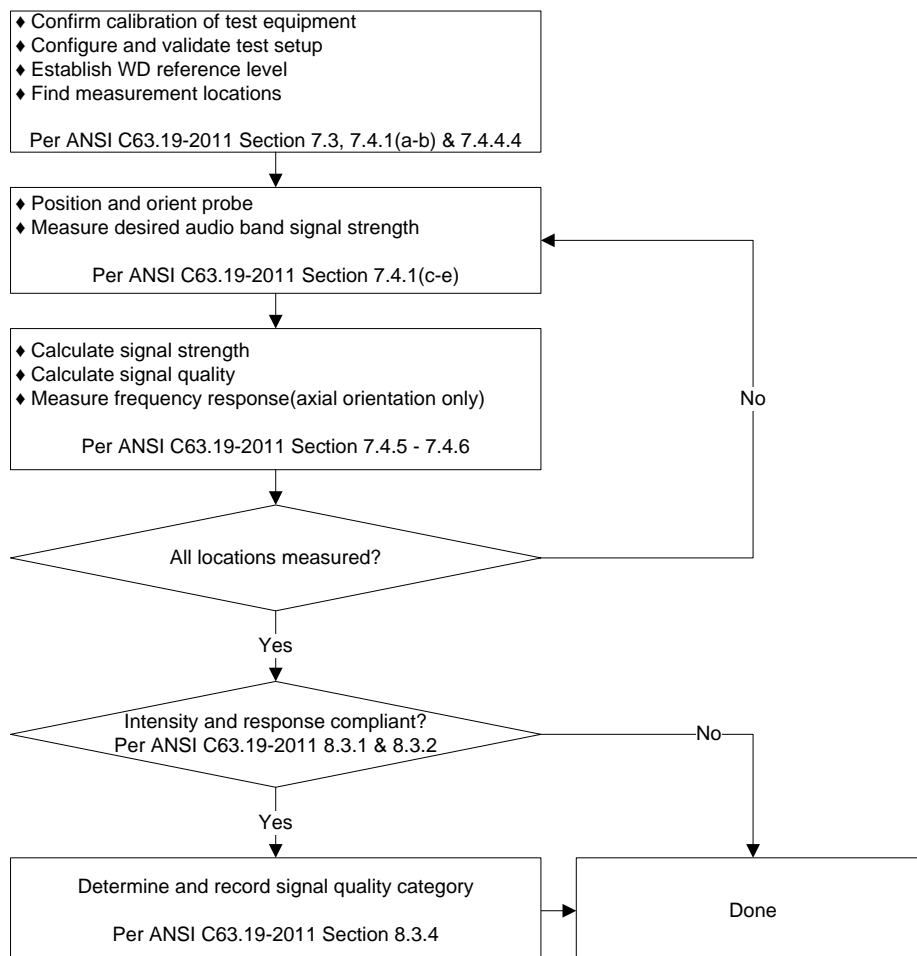 ♦ Confirm calibration of test equipment
♦ Configure and validate test setup
♦ Establish WD reference level
♦ Find measurement locations
Per ANSI C63.19-2011 Section 7.3, 7.4.1(a-b) & 7.4.4.4
♦ Position and orient probe
♦ Measure desired audio band signal strength
Per ANSI C63.19-2011 Section 7.4.1(c-e)
♦ Calculate signal strength
♦ Calculate signal quality
♦ Measure frequency response(axial orientation only)
Per ANSI C63.19-2011 Section 7.4.5 - 7.4.6
No
All locations measured?
Yes
Intensity and response compliant?
Per ANSI C63.19-2011 8.3.1 & 8.3.2
No
Yes
Determine and record signal quality category
Per ANSI C63.19-2011 Section 8.3.4
Done